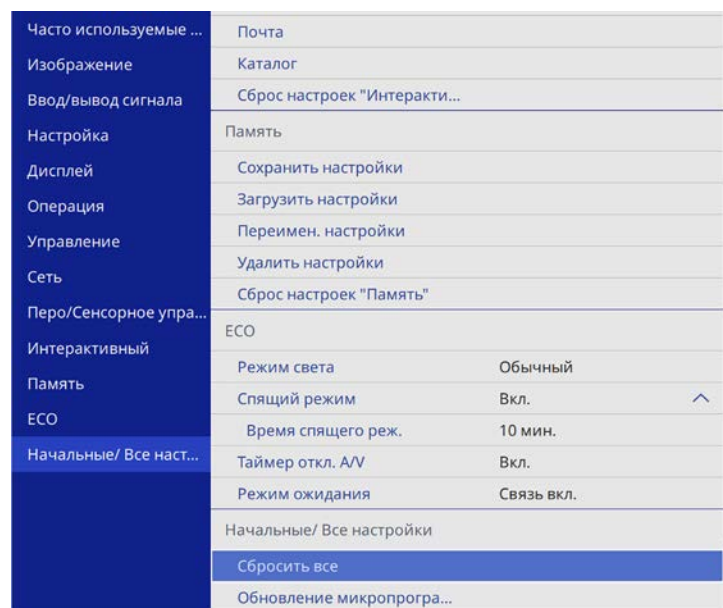 Часто используемые ...
Изображение
Ввод/вывод сигнала
Настройка
Дисплей
Операция
Управление
Сеть
Перо/Сенсорное упра...
Интерактивный
Память
ECO
Начальные/ Все наст...
Почта
Каталог
Сброс настроек "Интеракти...
Память
Сохранить настройки
Загрузить настройки
Переимен. настройки
Удалить настройки
Сброс настроек "Память"
ECO
Режим света Обычный
Спящий режим Вкл.
Время спящего реж. 10 мин.
Таймер откл. A/V Вкл.
Режим ожидания Связь вкл.
Начальные/ Все настройки
Сбросить все
Обновление микропрогра...